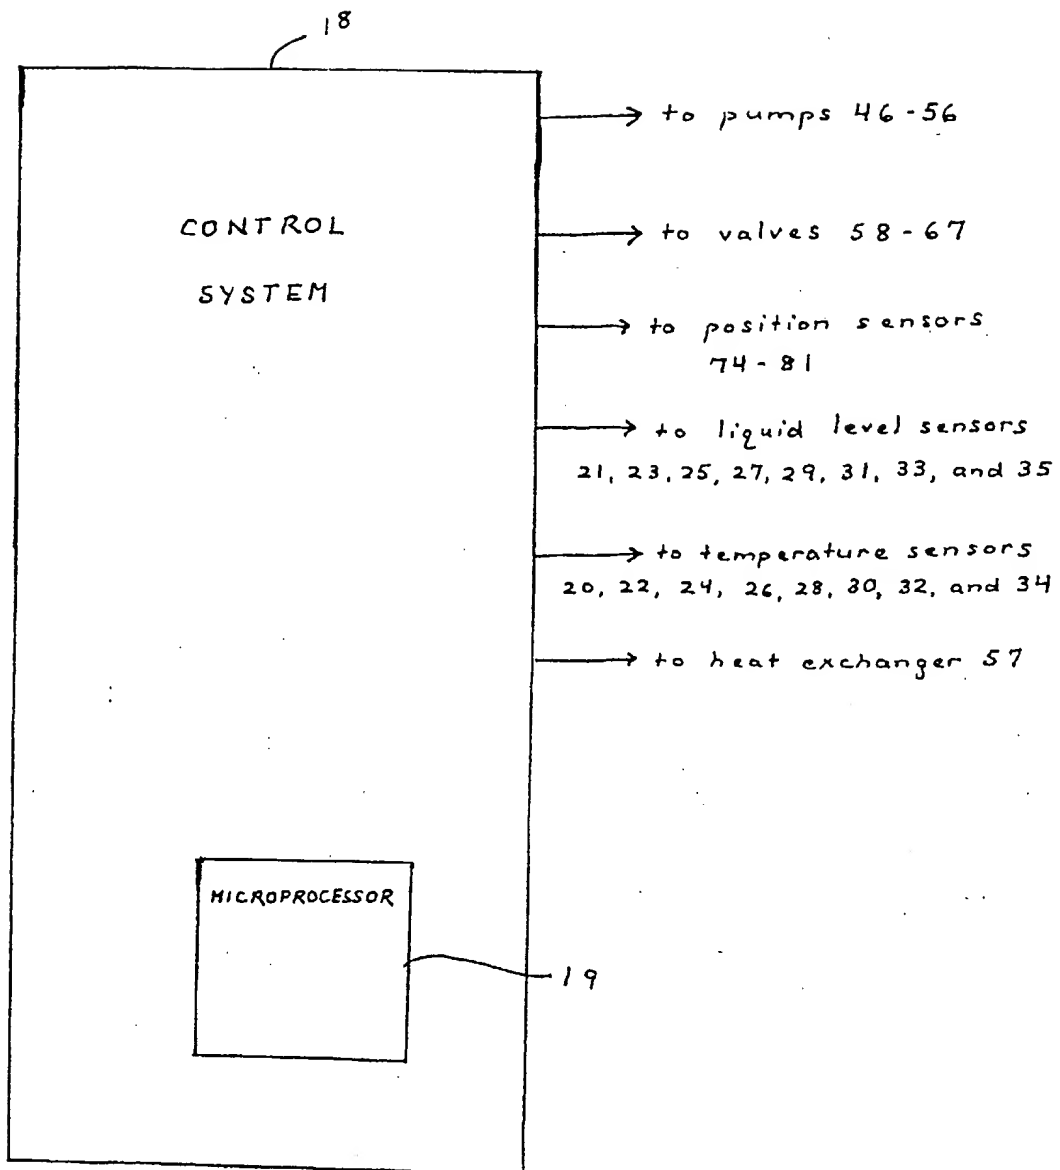 18
to pumps 46-56
CONTROL
SYSTEM
to valves 58-67
to position sensors
74-81
to liquid level sensors
21, 23, 25, 27, 29, 31, 33, and 35
to temperature sensors
20, 22, 24, 26, 28, 30, 32, and 34
to heat exchanger 57
MICROPROCESSOR
19